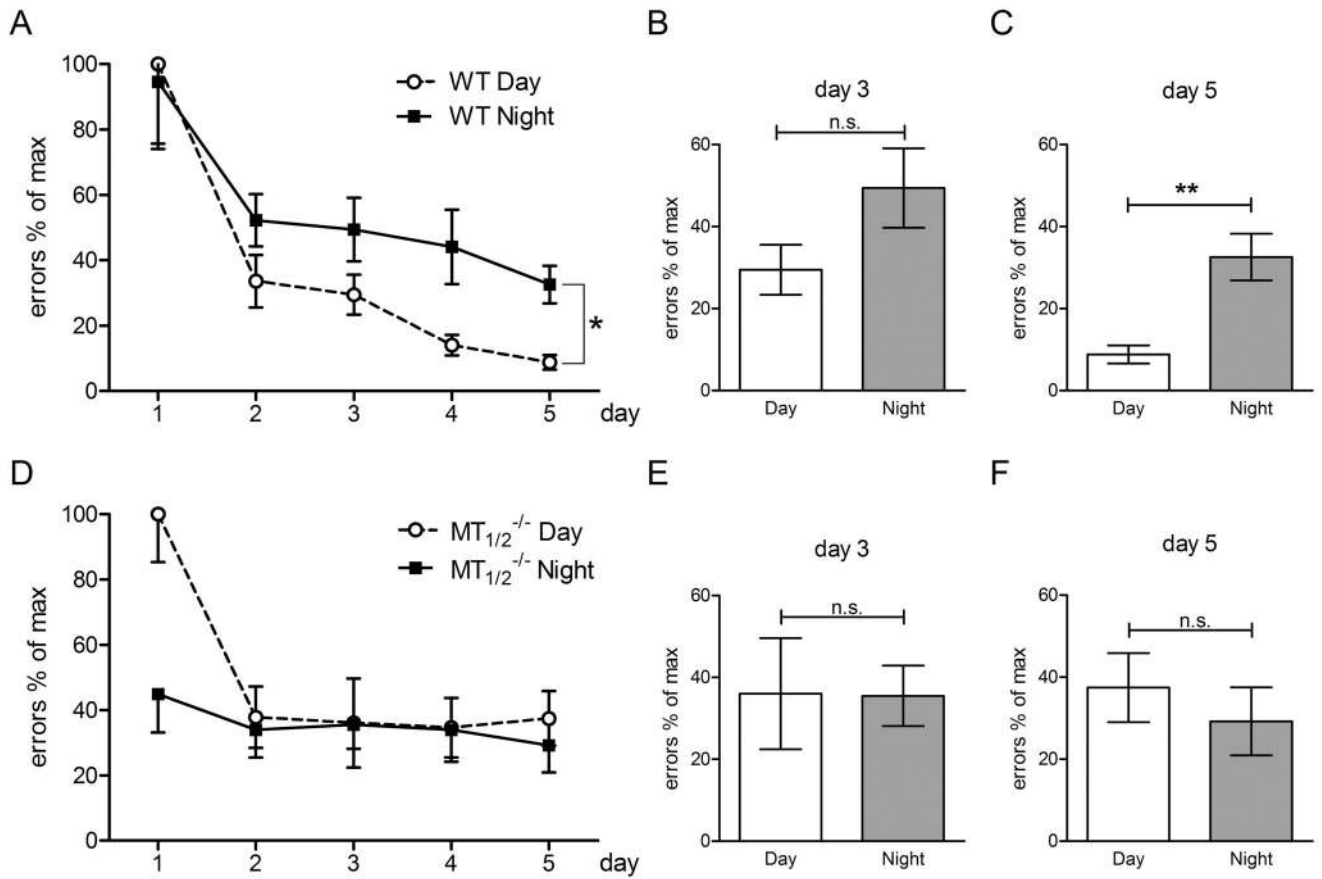 A
errors % of max
100
80
60
40
20
0
1 2 3 4 5 day
WT Day
WT Night
*
B
day 3
n.s.
errors % of max
60
40
20
0
Day Night
C
day 5
**
errors % of max
60
40
20
0
Day Night
D
errors % of max
100
80
60
40
20
0
1 2 3 4 5 day
MT1/2-/- Day
MT1/2-/- Night
E
day 3
n.s.
errors % of max
60
40
20
0
Day Night
F
day 5
n.s.
errors % of max
60
40
20
0
Day Night